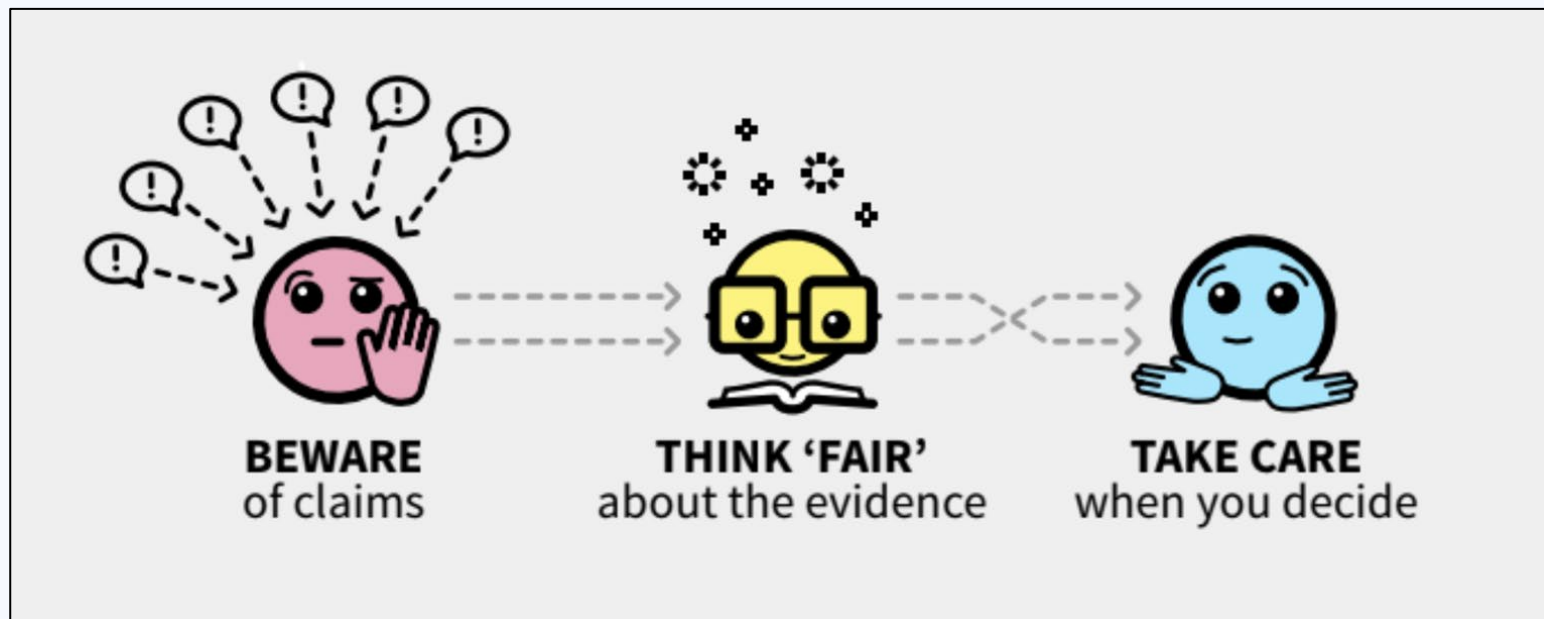 !
!
!
!
!
!
BEWARE
of claims
THINK ‘FAIR’
about the evidence
TAKE CARE
when you decide